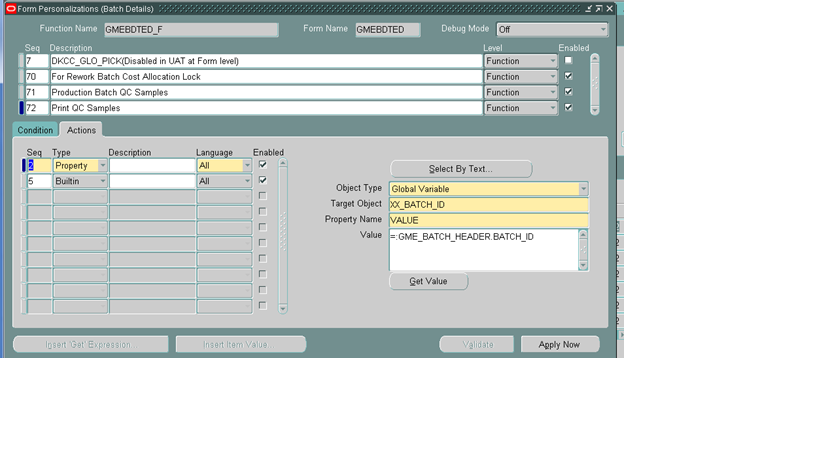 Form Personalizations (Batch Details)
Function Name GMEBDTED_F Form Name GMEBDTED Debug Mode Off
Seq Description Level Enabled
7 DKCC_GLO_PICK(Disabled in UAT at Form level) Function
70 For Rework Batch Cost Allocation Lock Function
71 Production Batch QC Samples Function
72 Print QC Samples Function
Condition Actions
Seq Type Description Language Enabled
2 Property All
5 Builtin All
Select By Text...
Object Type Global Variable
Target Object XX_BATCH_ID
Property Name VALUE
Value =:GME_BATCH_HEADER.BATCH_ID
Get Value
Insert 'Get' Expression... Insert Item Value... Validate Apply Now